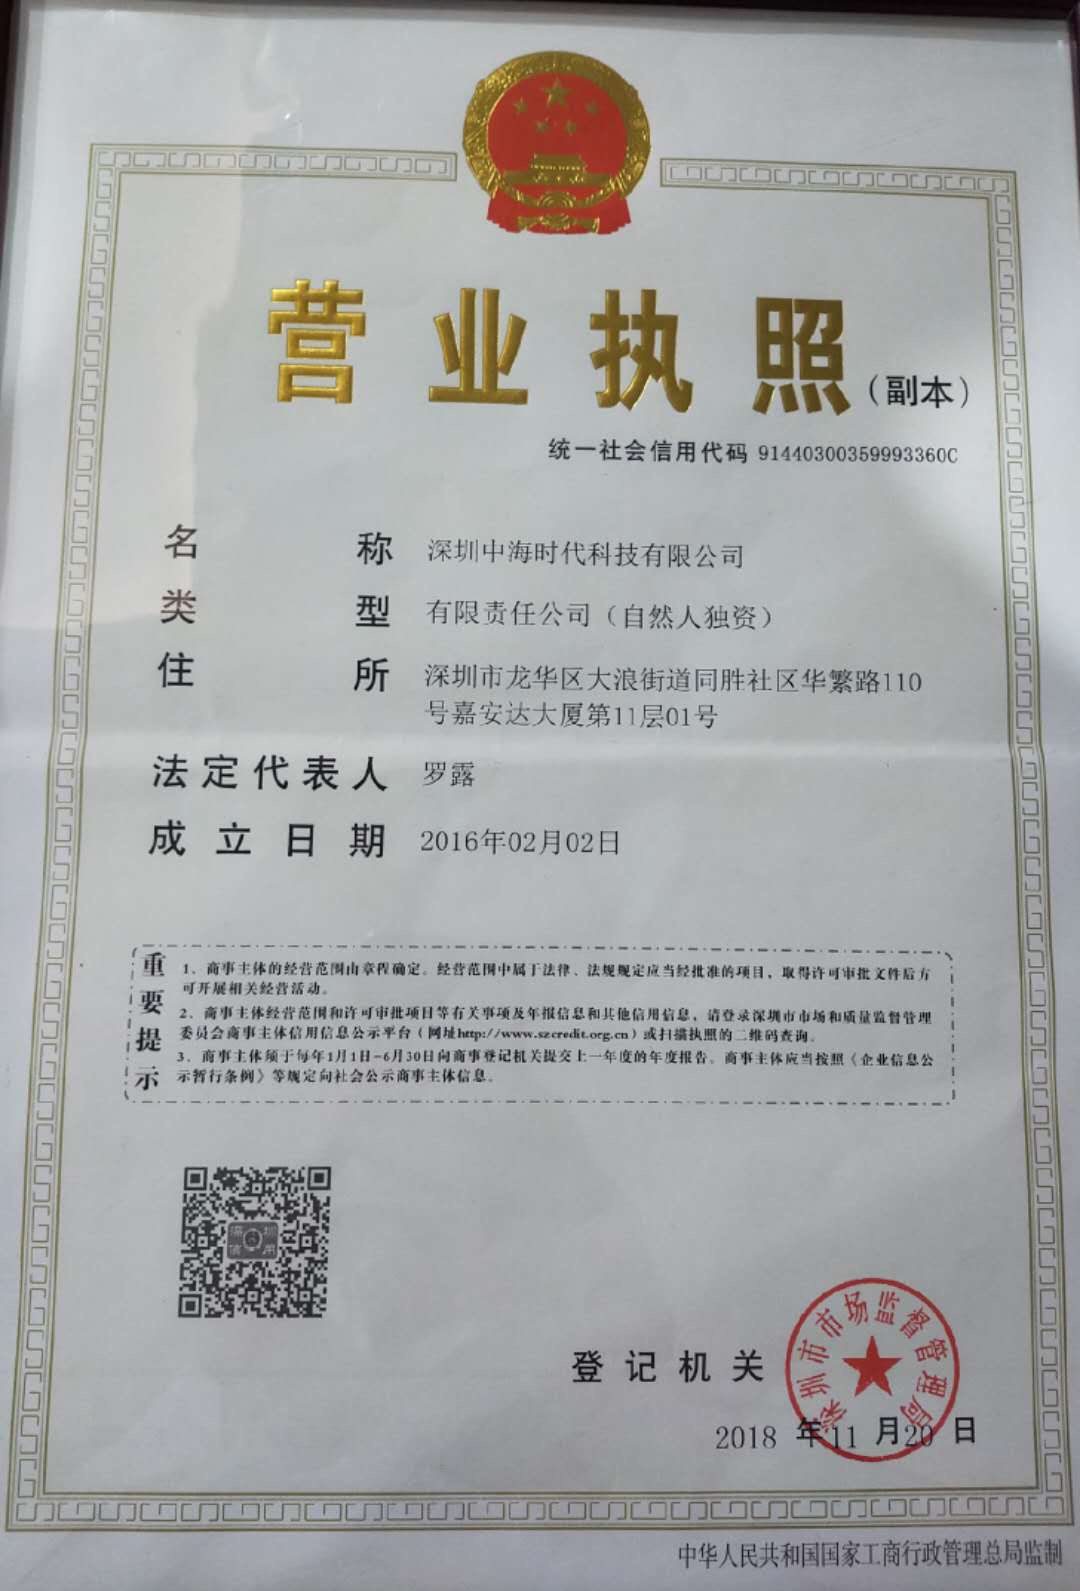 营业执照（副本）
统一社会信用代码 91440300359993360C
名称 深圳中海时代科技有限公司
类型 有限责任公司（自然人独资）
住所 深圳市龙华区大浪街道同胜社区华繁路110
号嘉安达大厦第11层01号
法定代表人 罗露
成立日期 2016年02月02日
重要提示
1、商事主体的经营范围由章程确定。经营范围中属于法律、法规规定应当经批准的项目，取得许可审批文件后方
可开展相关经营活动。
2、商事主体经营范围和许可审批项目等有关事项及年报信息和其他信用信息，请登录深圳市市场和质量监督管理
委员会商事主体信用信息公示平台（网址http://www.szcredit.org.cn）或扫描执照的二维码查询。
3、商事主体须于每年1月1日-6月30日向商事登记机关提交上一年度的年度报告。商事主体应当按照《企业信息公
示暂行条例》等规定向社会公示商事主体信息。
深圳
信用
登记机关
深圳市市场监督管理局
2018 年11 月20 日
中华人民共和国国家工商行政管理总局监制